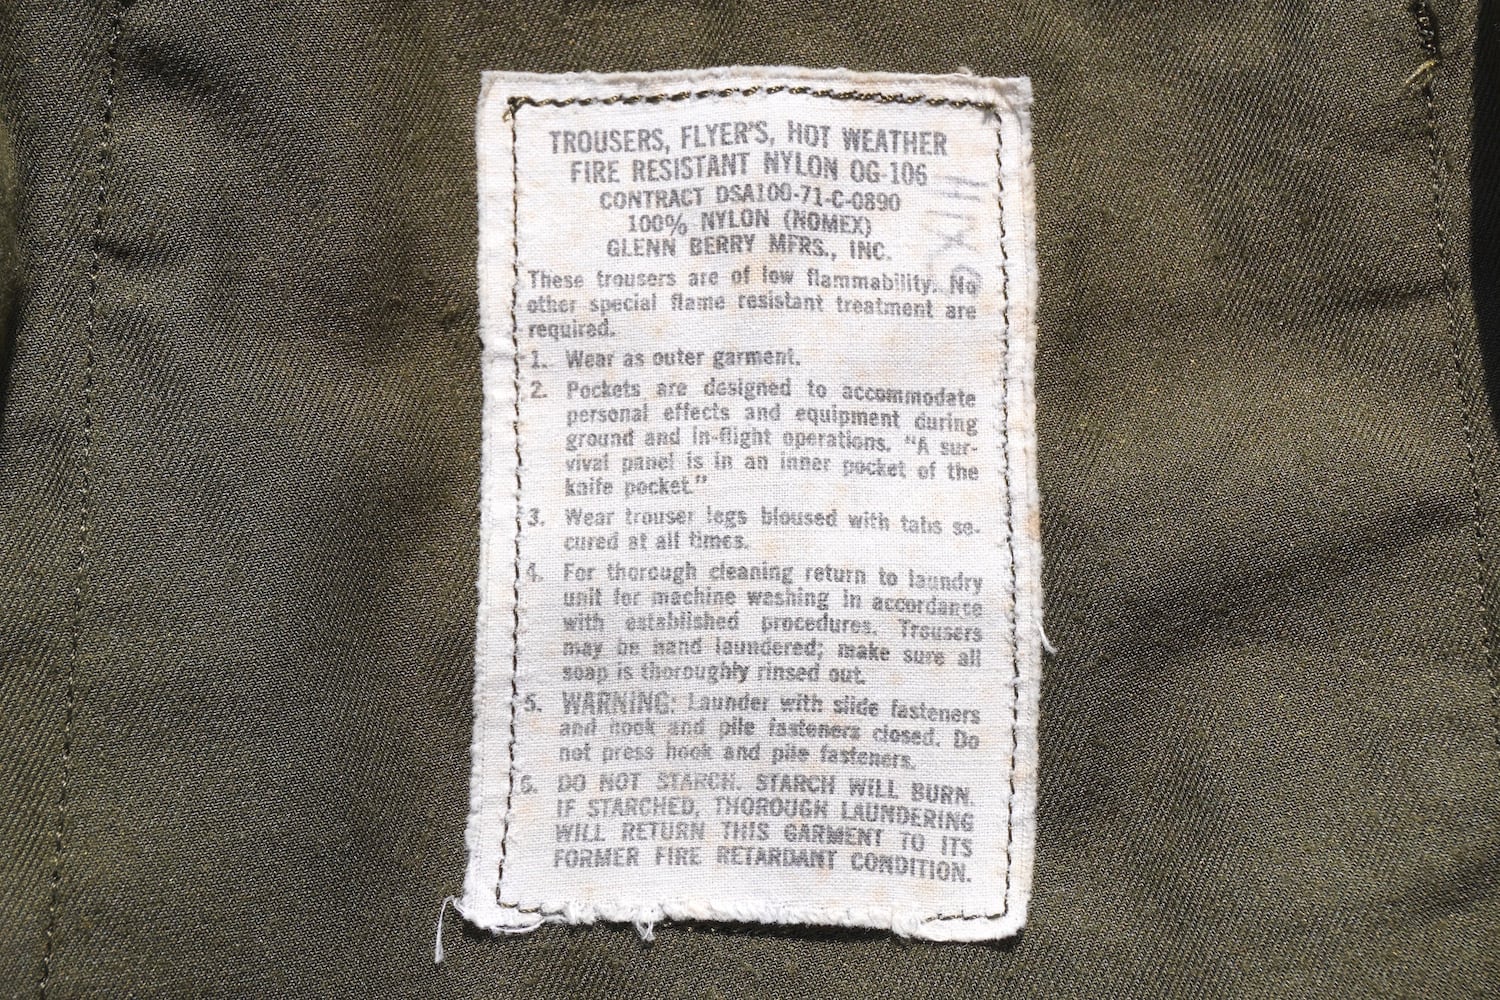 TROUSERS, FLYER'S, HOT WEATHER
FIRE RESISTANT NYLON OG-106
CONTRACT DSA100-71-C-0890
100% NYLON (NOMEX)
GLENN BERRY MFRS., INC.
These trousers are of low flammability. No
other special flame resistant treatment are
required.
1. Wear as outer garment.
2. Pockets are designed to accommodate
personal effects and equipment during
ground and in-flight operations. "A sur-
vival panel is in an inner pocket of the
knife pocket."
3. Wear trouser legs bloused with tabs se-
cured at all times.
4. For thorough cleaning return to laundry
unit for machine washing in accordance
with established procedures. Trousers
may be hand laundered; make sure all
soap is thoroughly rinsed out.
5. WARNING: Launder with slide fasteners
and hook and pile fasteners closed. Do
not press hook and pile fasteners.
6. DO NOT STARCH. STARCH WILL BURN.
IF STARCHED, THOROUGH LAUNDERING
WILL RETURN THIS GARMENT TO ITS
FORMER FIRE RETARDANT CONDITION.